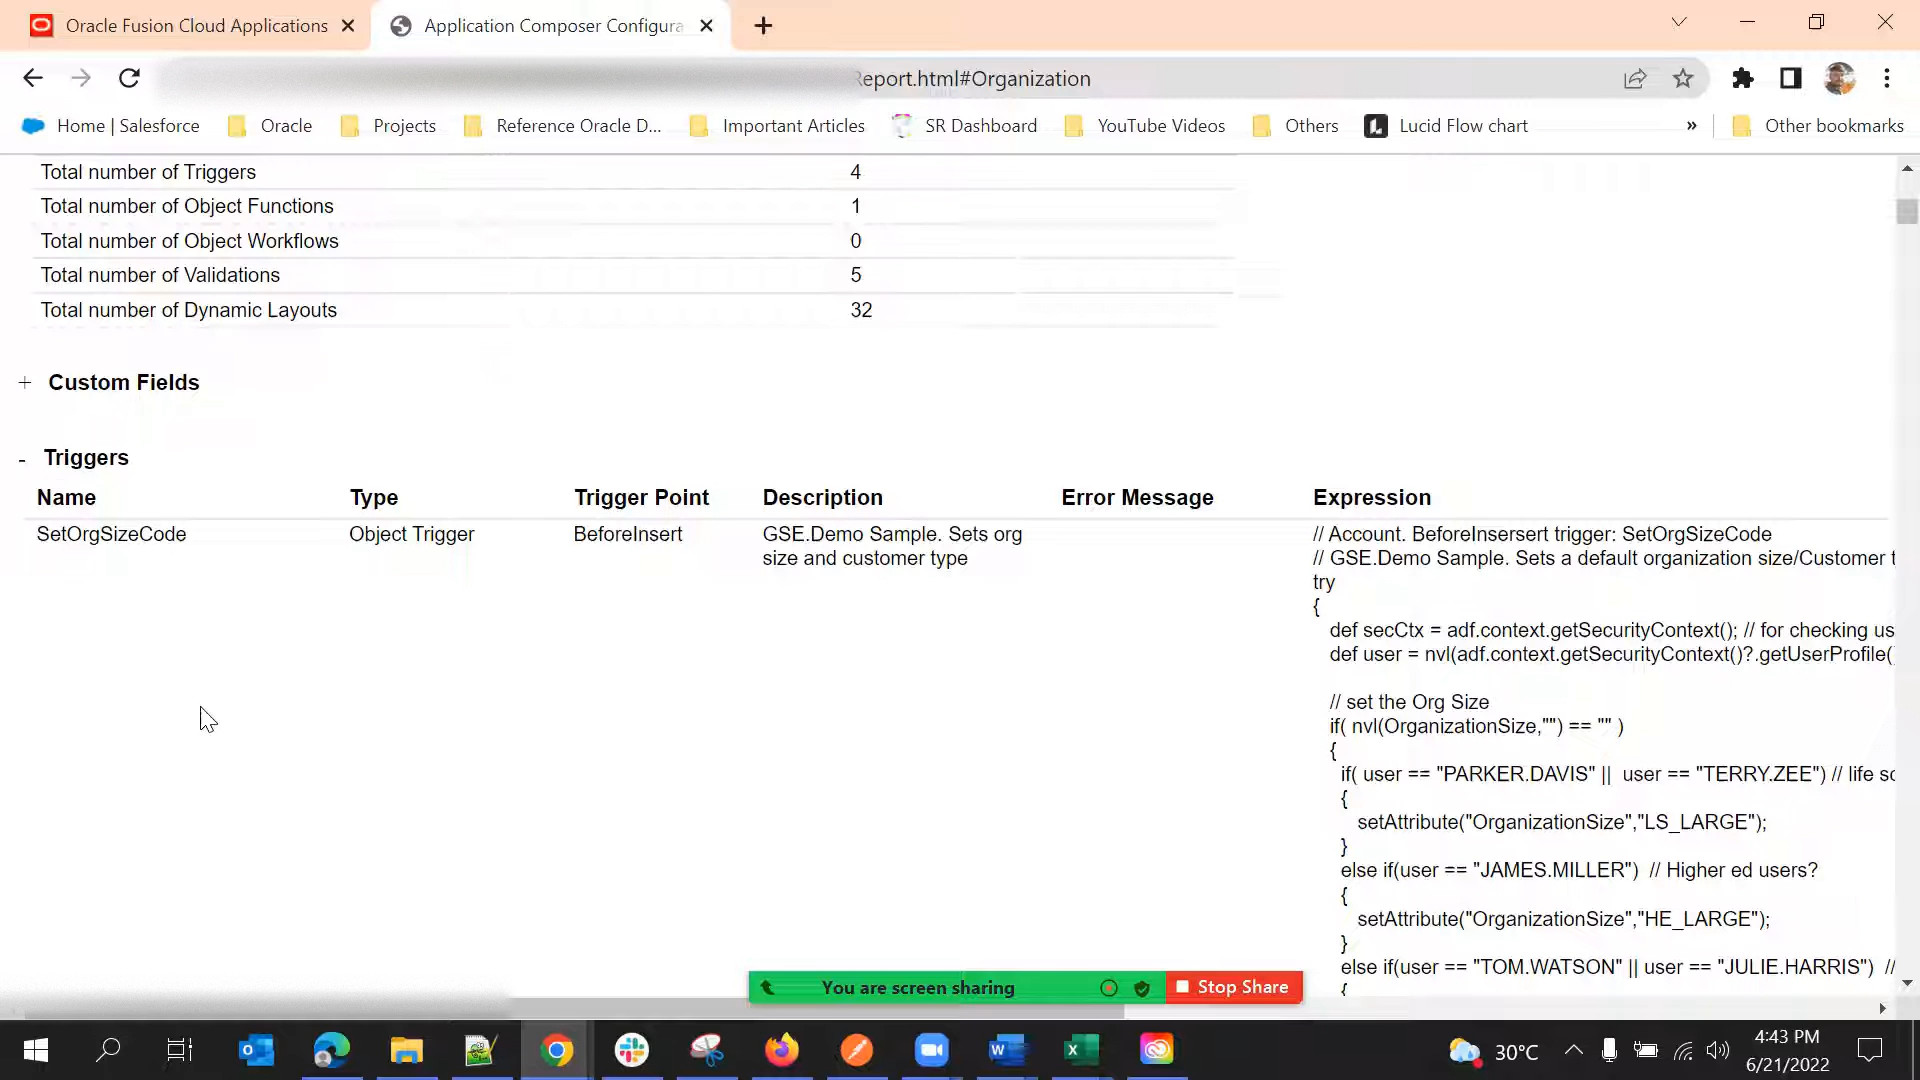 Oracle Fusion Cloud Applications
Application Composer Configura
Report.html#Organization
Home | Salesforce
Oracle
Projects
Reference Oracle D...
Important Articles
SR Dashboard
YouTube Videos
Others
Lucid Flow chart
»
Other bookmarks
Total number of Triggers 4
Total number of Object Functions 1
Total number of Object Workflows 0
Total number of Validations 5
Total number of Dynamic Layouts 32
+ Custom Fields
- Triggers
Name Type Trigger Point Description Error Message Expression
SetOrgSizeCode Object Trigger BeforeInsert GSE.Demo Sample. Sets org
size and customer type
// Account. BeforeInsersert trigger: SetOrgSizeCode
// GSE.Demo Sample. Sets a default organization size/Customer t
try
{
def secCtx = adf.context.getSecurityContext(); // for checking us
def user = nvl(adf.context.getSecurityContext()?.getUserProfile()
// set the Org Size
if( nvl(OrganizationSize,"") == "" )
{
if( user == "PARKER.DAVIS" || user == "TERRY.ZEE") // life sc
{
setAttribute("OrganizationSize","LS_LARGE");
}
else if(user == "JAMES.MILLER") // Higher ed users?
{
setAttribute("OrganizationSize","HE_LARGE");
}
else if(user == "TOM.WATSON" || user == "JULIE.HARRIS") //
{
You are screen sharing
Stop Share
30°C
4:43 PM
6/21/2022